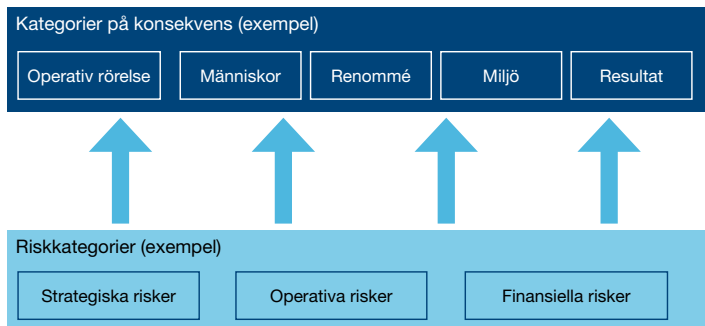 Kategorier på konsekvens (exempel)
Operativ rörelse
Människor
Renommé
Miljö
Resultat
Riskkategorier (exempel)
Strategiska risker
Operativa risker
Finansiella risker